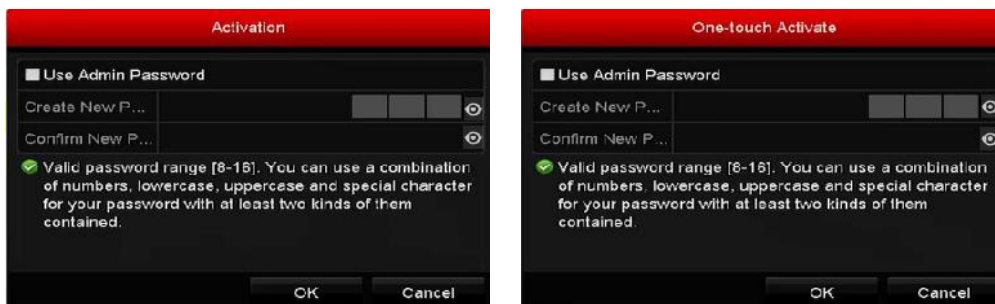 Activation
Use Admin Password
Create New P...
Confirm New P...
Valid password range [8-16]. You can use a combination
of numbers, lowercase, uppercase and special character
for your password with at least two kinds of them
contained.
OK Cancel
One-touch Activate
Use Admin Password
Create New P...
Confirm New P...
Valid password range [8-16]. You can use a combination
of numbers, lowercase, uppercase and special character
for your password with at least two kinds of them
contained.
OK Cancel